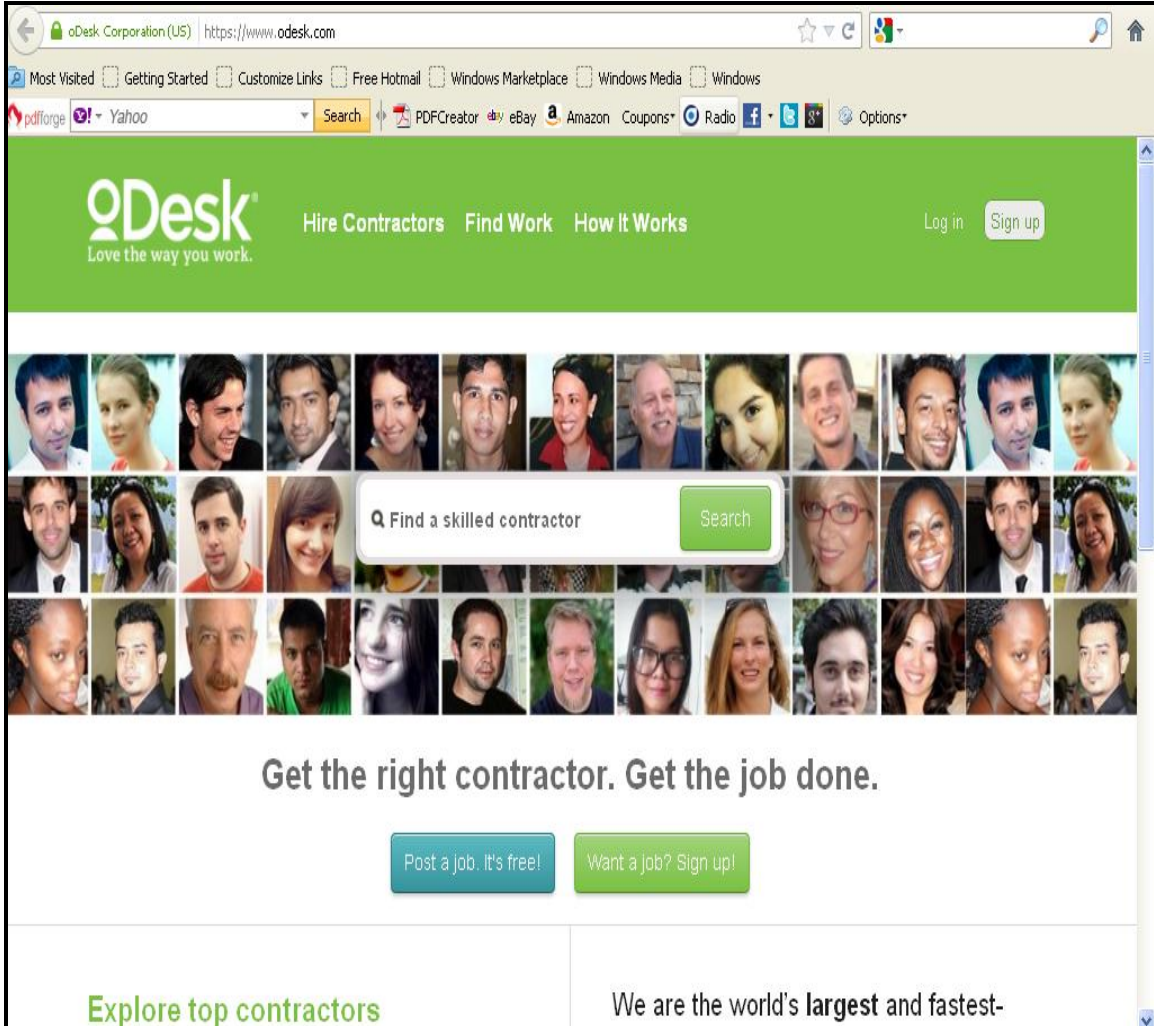 oDesk Corporation (US) https://www.odesk.com
Most Visited Getting Started Customize Links Free Hotmail Windows Marketplace Windows Media Windows
pdfforge Y! Yahoo Search PDFCreator ebay eBay a Amazon Coupons Radio f g+ Options
oDesk®
Love the way you work.
Hire Contractors Find Work How It Works
Log in Sign up
Find a skilled contractor Search
Get the right contractor. Get the job done.
Post a job. It's free! Want a job? Sign up!
Explore top contractors
We are the world's largest and fastest-